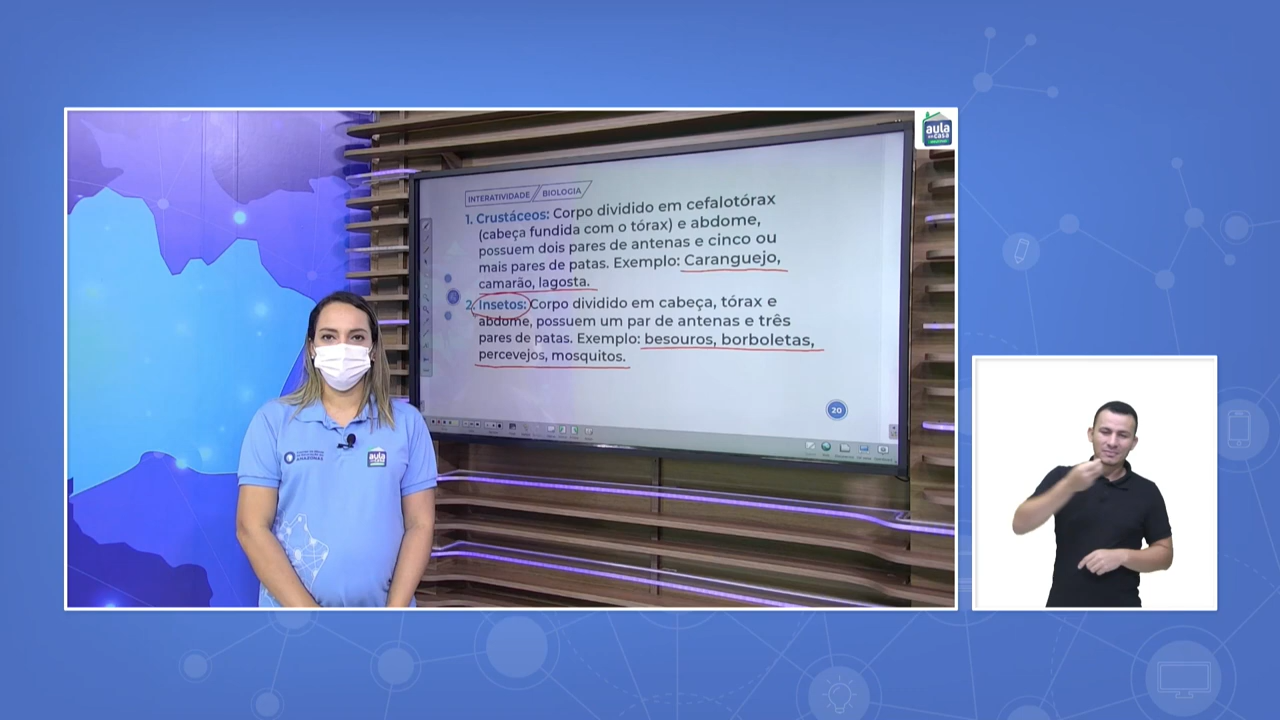 aula
em casa
INTERATIVIDADE // BIOLOGIA
1. Crustáceos: Corpo dividido em cefalotórax
(cabeça fundida com o tórax) e abdome,
possuem dois pares de antenas e cinco ou
mais pares de patas. Exemplo: Caranguejo,
camarão, lagosta.
2. Insetos: Corpo dividido em cabeça, tórax e
abdome, possuem um par de antenas e três
pares de patas. Exemplo: besouros, borboletas,
percevejos, mosquitos.
20
AMAZONAS
aula